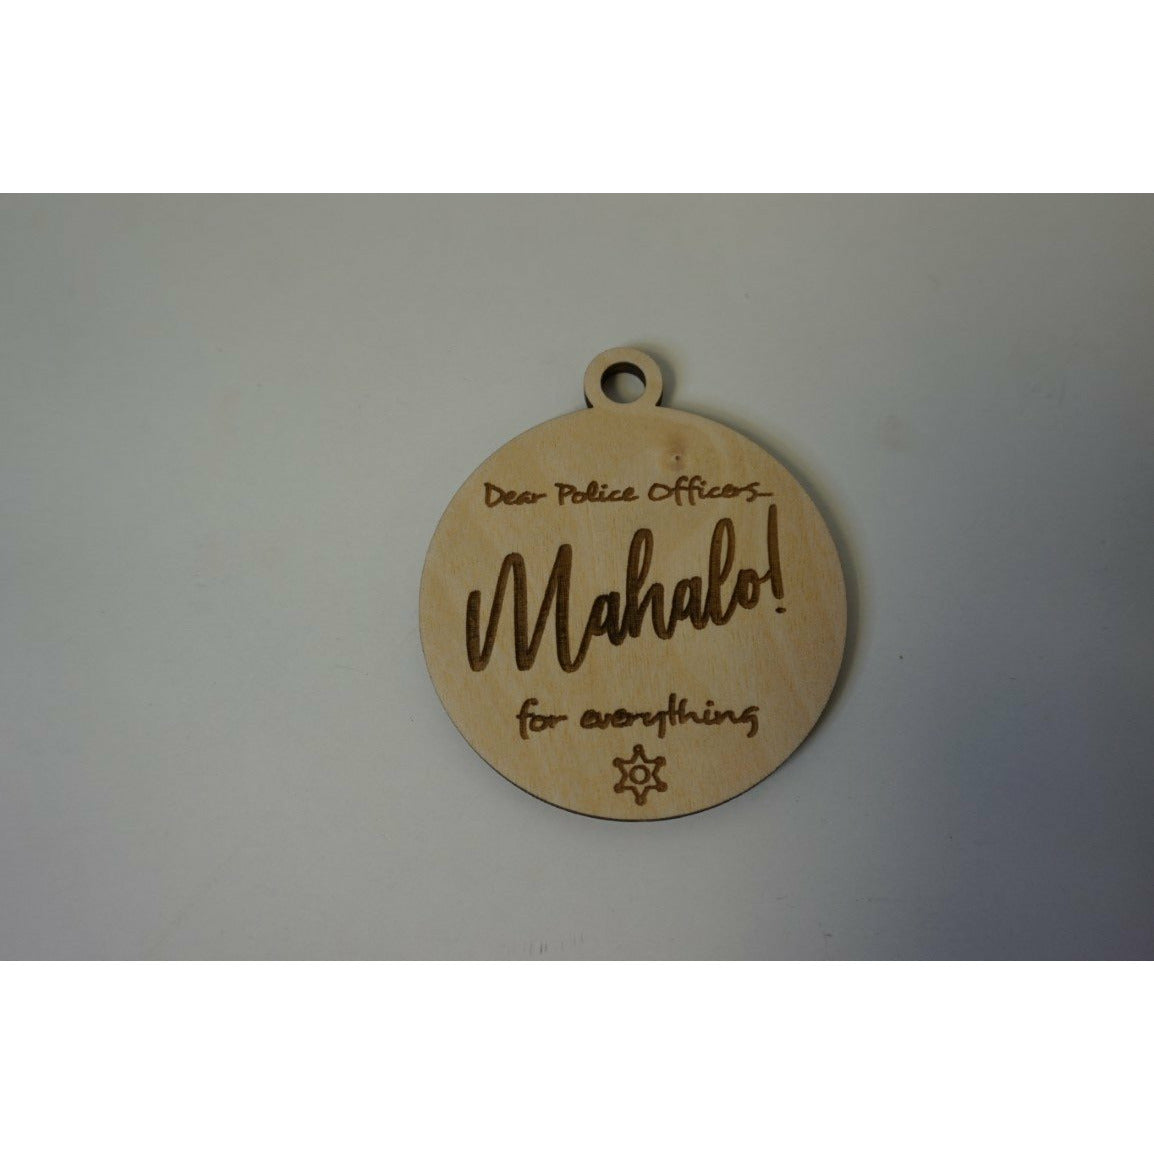 Dear Police Officers...
Mahalo!
for everything